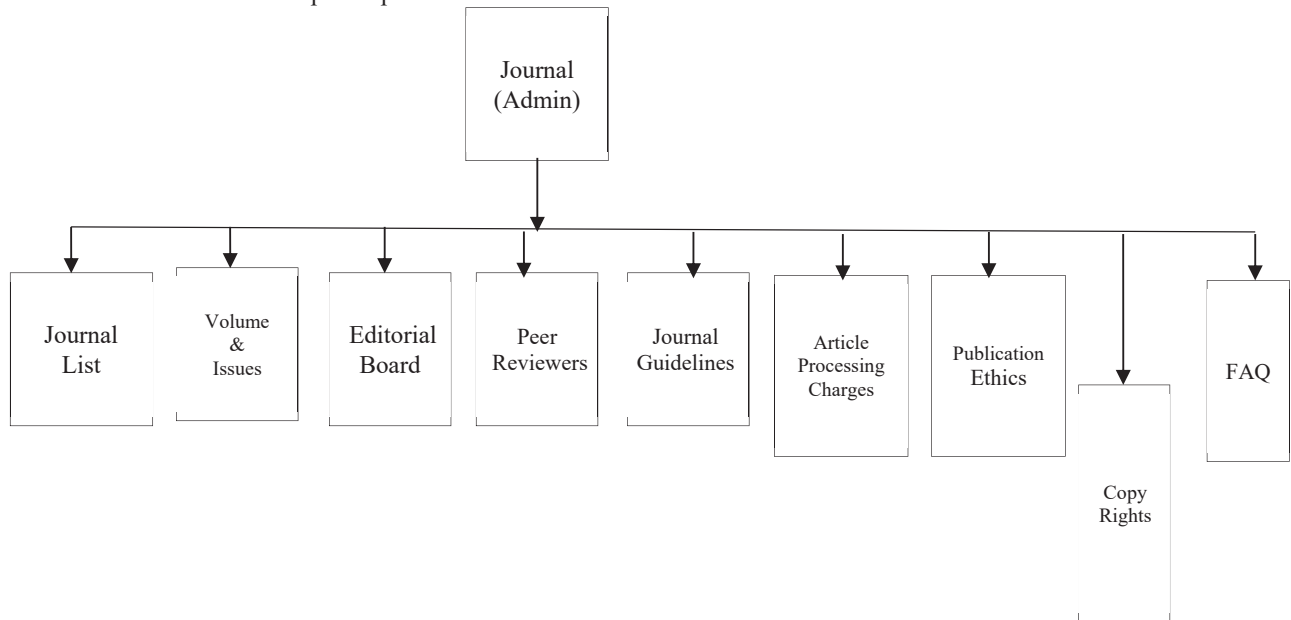 Journal
(Admin)
Journal
List
Volume
&
Issues
Editorial
Board
Peer
Reviewers
Journal
Guidelines
Article
Processing
Charges
Publication
Ethics
Copy
Rights
FAQ